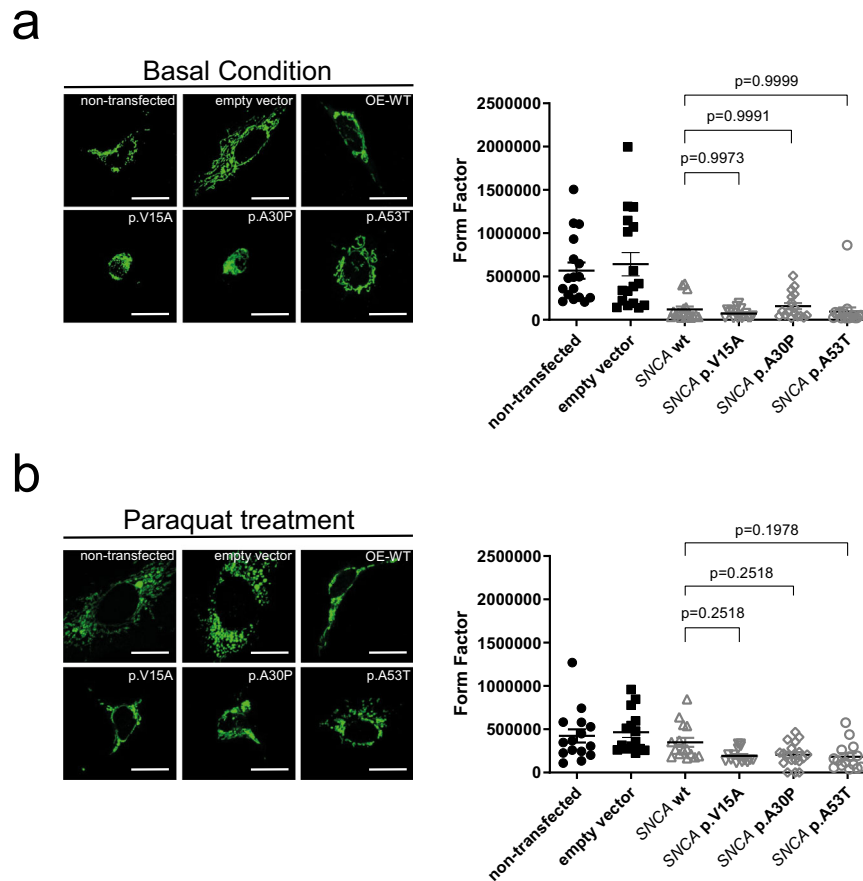 a
Basal Condition
non-transfected empty vector OE-WT
p.V15A p.A30P p.A53T
Form Factor
2500000
2000000
1500000
1000000
500000
0
p=0.9999
p=0.9991
p=0.9973
non-transfected
empty vector
SNCA wt
SNCA p.V15A
SNCA p.A30P
SNCA p.A53T
b
Paraquat treatment
non-transfected empty vector OE-WT
p.V15A p.A30P p.A53T
Form Factor
2500000
2000000
1500000
1000000
500000
0
p=0.1978
p=0.2518
p=0.2518
non-transfected
empty vector
SNCA wt
SNCA p.V15A
SNCA p.A30P
SNCA p.A53T